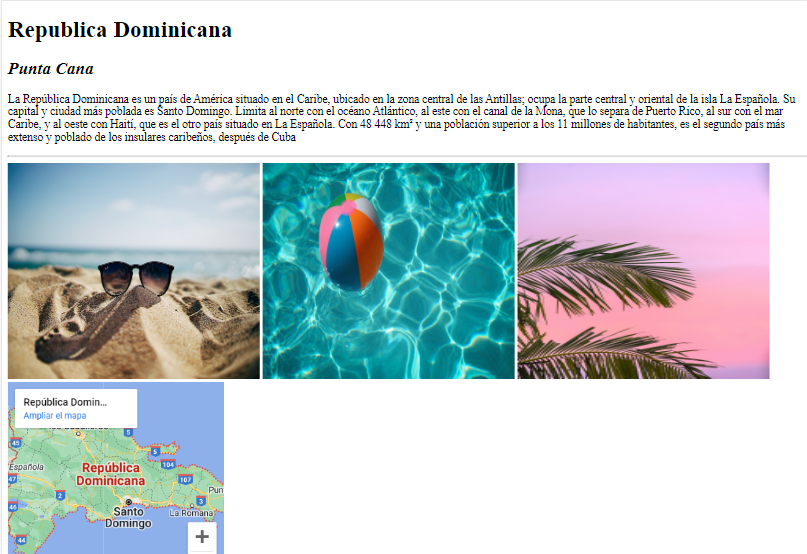 Republica Dominicana
Punta Cana
La República Dominicana es un país de América situado en el Caribe, ubicado en la zona central de las Antillas; ocupa la parte central y oriental de la isla La Española. Su
capital y ciudad más poblada es Santo Domingo. Limita al norte con el océano Atlántico, al este con el canal de la Mona, que lo separa de Puerto Rico, al sur con el mar
Caribe, y al oeste con Haití, que es el otro país situado en La Española. Con 48 448 km² y una población superior a los 11 millones de habitantes, es el segundo país más
extenso y poblado de los insulares caribeños, después de Cuba
República Domin...
Ampliar el mapa
5
45
5
Española
104
República
Dominicana
47
107
Pun
2
3
46
Santo
Domingo
La Romana
44
+